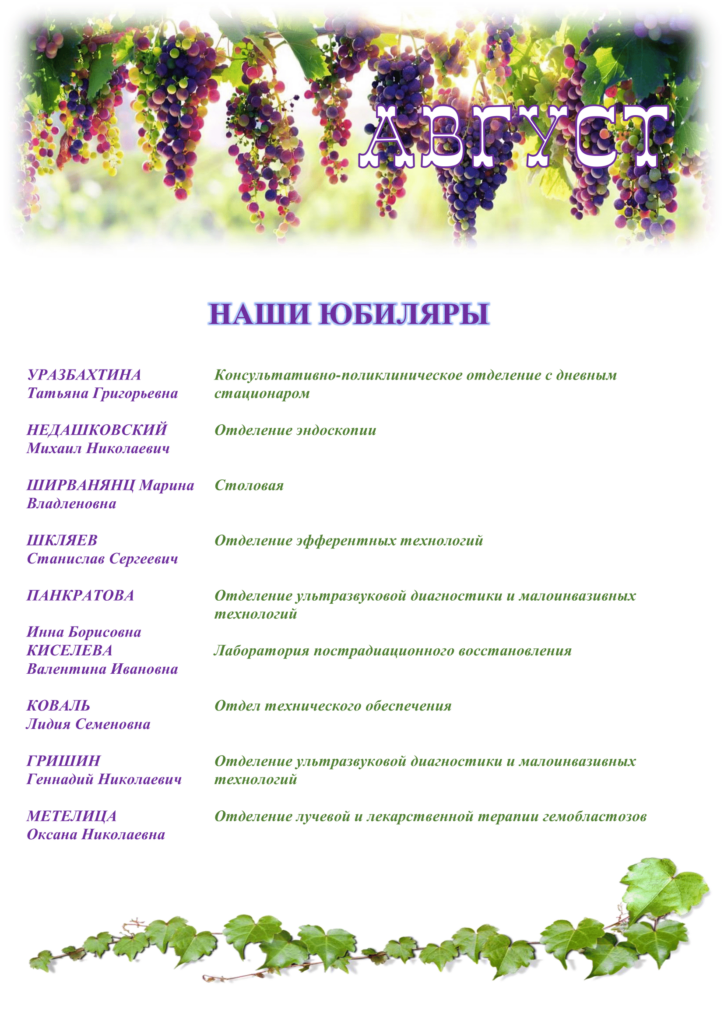 АВГУСТ
НАШИ ЮБИЛЯРЫ
УРАЗБАХТИНА Консультативно-поликлиническое отделение с дневным
Татьяна Григорьевна стационаром
НЕДАШКОВСКИЙ Отделение эндоскопии
Михаил Николаевич
ШИРВАНЯНЦ Марина Столовая
Владленовна
ШКЛЯЕВ Отделение эфферентных технологий
Станислав Сергеевич
ПАНКРАТОВА Отделение ультразвуковой диагностики и малоинвазивных
технологий
Инна Борисовна
КИСЕЛЕВА Лаборатория пострадиационного восстановления
Валентина Ивановна
КОВАЛЬ Отдел технического обеспечения
Лидия Семеновна
ГРИШИН Отделение ультразвуковой диагностики и малоинвазивных
Геннадий Николаевич технологий
МЕТЕЛИЦА Отделение лучевой и лекарственной терапии гемобластозов
Оксана Николаевна